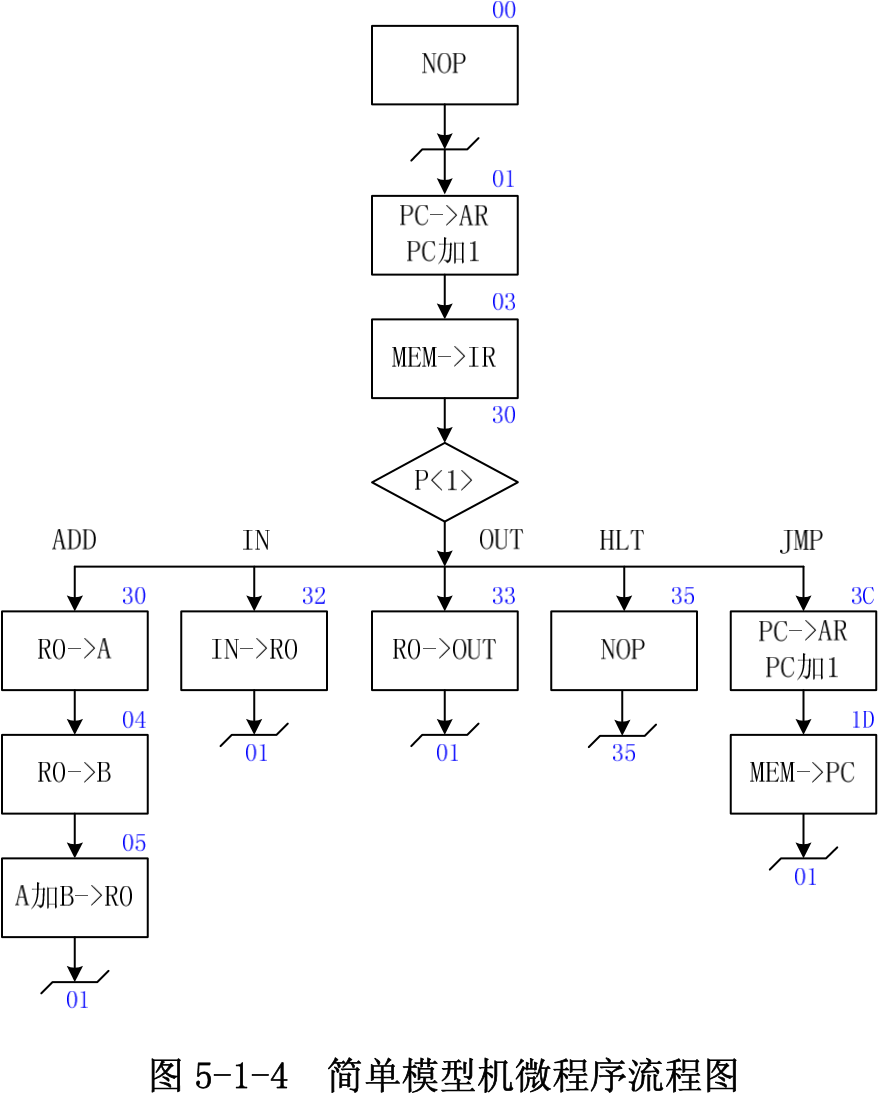 00
NOP
01
PC->AR
PC加1
03
MEM->IR
30
P<1>
ADD IN OUT HLT JMP
30 32 33 35 3C
R0->A IN->R0 R0->OUT NOP PC->AR
PC加1
04 01 01 35 1D
R0->B MEM->PC
05 01
A加B->R0
01
图 5-1-4 简单模型机微程序流程图